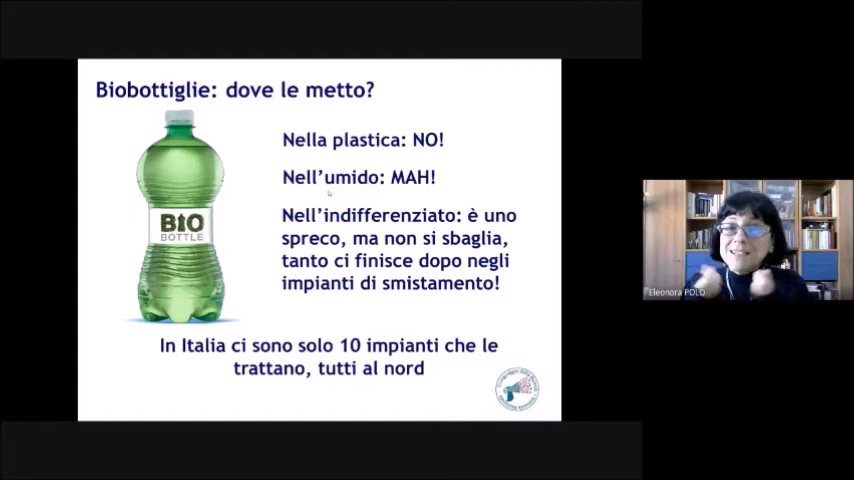 Biobottiglie: dove le metto?
Nella plastica: NO!
Nell'umido: MAH!
Nell'indifferenziato: è uno
spreco, ma non si sbaglia,
tanto ci finisce dopo negli
impianti di smistamento!
BIO
BOTTLE
In Italia ci sono solo 10 impianti che le
trattano, tutti al nord
Eleonora POLO